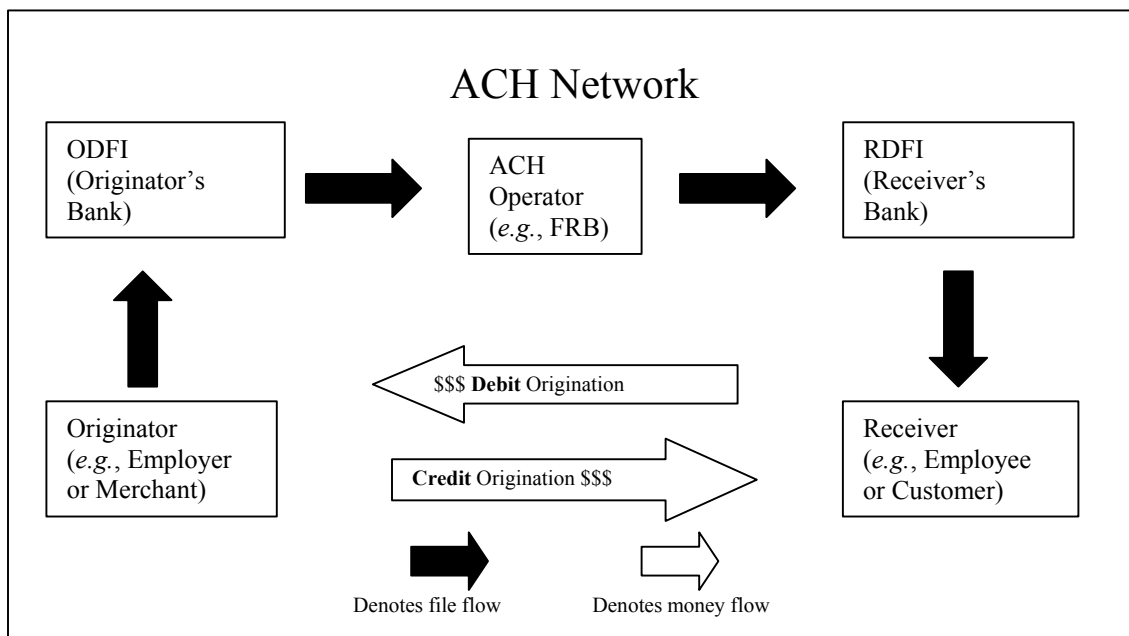 ACH Network
ODFI
(Originator’s
Bank)
ACH
Operator
(e.g., FRB)
RDFI
(Receiver’s
Bank)
$$$ Debit Origination
Originator
(e.g., Employer
or Merchant)
Credit Origination $$$
Receiver
(e.g., Employee
or Customer)
Denotes file flow
Denotes money flow